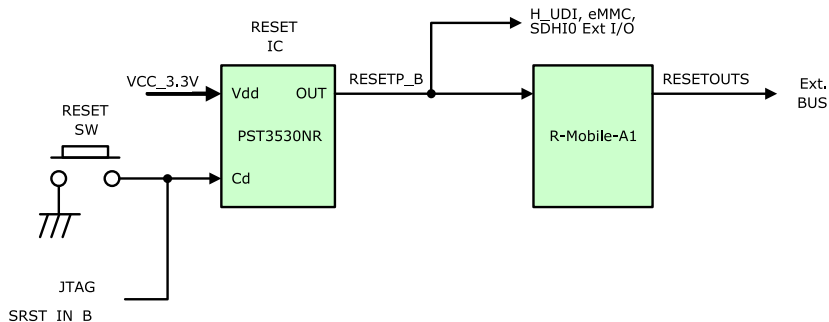 H_UDI, eMMC,
SDHI0 Ext I/O
RESET
IC
VCC_3.3V
RESETP_B
RESETOUTS
Ext.
BUS
Vdd
OUT
RESET
SW
PST3530NR
R-Mobile-A1
Cd
JTAG
SRST_IN_B